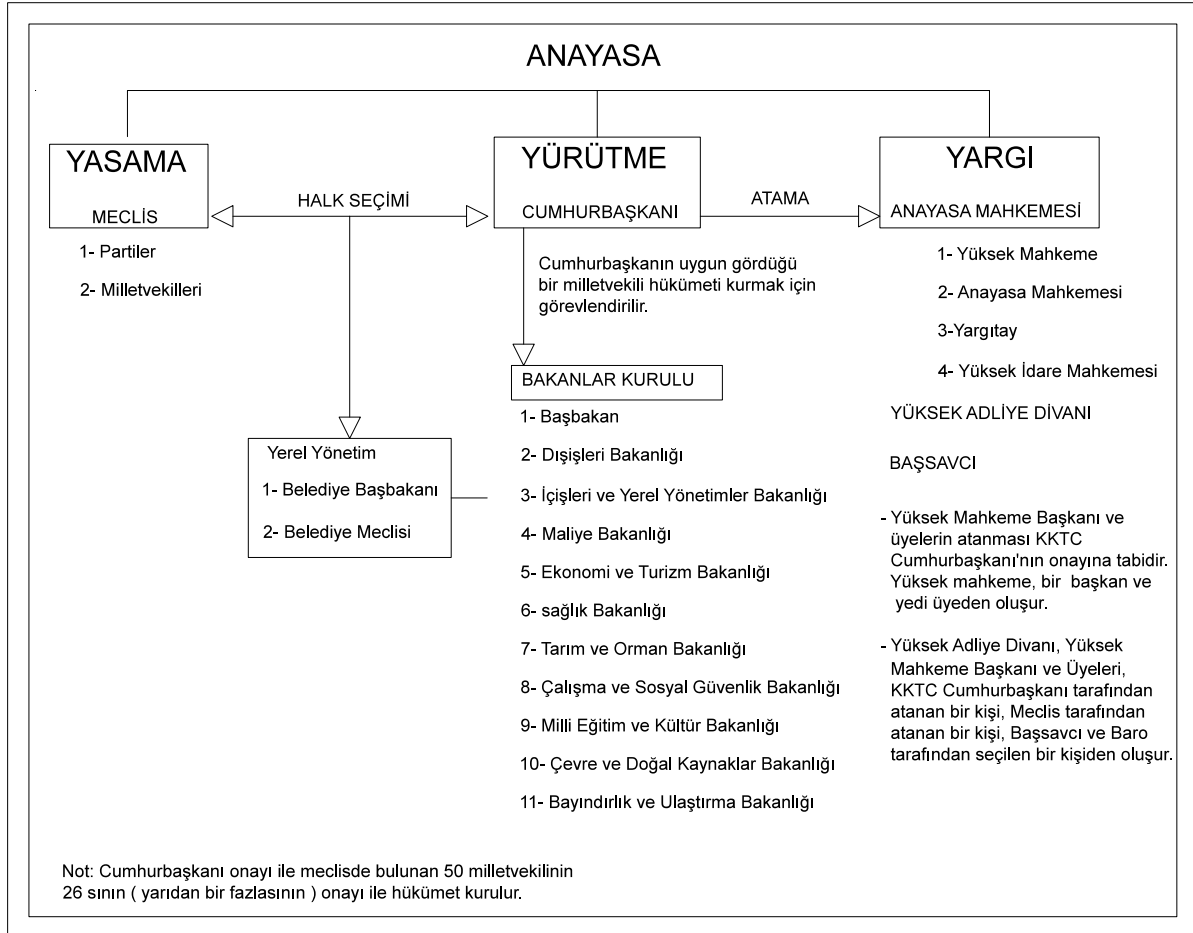 ANAYASA
YASAMA
MECLİS
1- Partiler
2- Milletvekilleri
HALK SEÇİMİ
YÜRÜTME
CUMHURBAŞKANI
ATAMA
YARGI
ANAYASA MAHKEMESİ
1- Yüksek Mahkeme
2- Anayasa Mahkemesi
3-Yargıtay
4- Yüksek İdare Mahkemesi
YÜKSEK ADLİYE DİVANI
BAŞSAVCI
- Yüksek Mahkeme Başkanı ve
üyelerin atanması KKTC
Cumhurbaşkanı'nın onayına tabidir.
Yüksek mahkeme, bir başkan ve
yedi üyeden oluşur.
- Yüksek Adliye Divanı, Yüksek
Mahkeme Başkanı ve Üyeleri,
KKTC Cumhurbaşkanı tarafından
atanan bir kişi, Meclis tarafından
atanan bir kişi, Başsavcı ve Baro
tarafından seçilen bir kişiden oluşur.
Cumhurbaşkanın uygun gördüğü
bir milletvekili hükümeti kurmak için
görevlendirilir.
BAKANLAR KURULU
1- Başbakan
2- Dışişleri Bakanlığı
3- İçişleri ve Yerel Yönetimler Bakanlığı
4- Maliye Bakanlığı
5- Ekonomi ve Turizm Bakanlığı
6- sağlık Bakanlığı
7- Tarım ve Orman Bakanlığı
8- Çalışma ve Sosyal Güvenlik Bakanlığı
9- Milli Eğitim ve Kültür Bakanlığı
10- Çevre ve Doğal Kaynaklar Bakanlığı
11- Bayındırlık ve Ulaştırma Bakanlığı
Yerel Yönetim
1- Belediye Başbakanı
2- Belediye Meclisi
Not: Cumhurbaşkanı onayı ile meclisde bulunan 50 milletvekilinin
26 sının ( yarıdan bir fazlasının ) onayı ile hükümet kurulur.